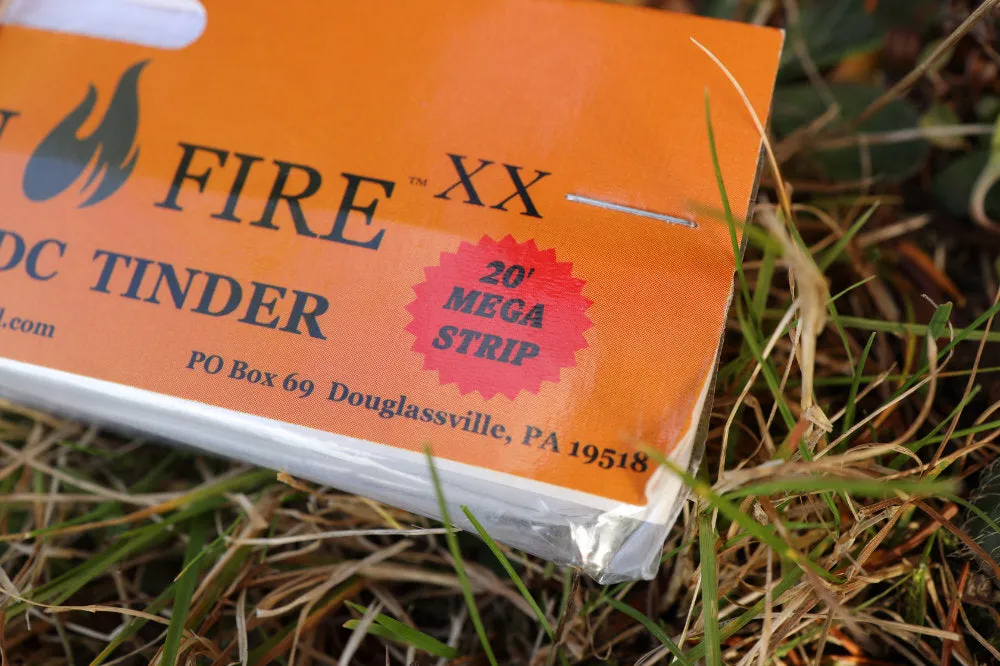 FIRE™ XX
DC TINDER
20'
MEGA
STRIP
.com
PO Box 69 Douglassville, PA 19518